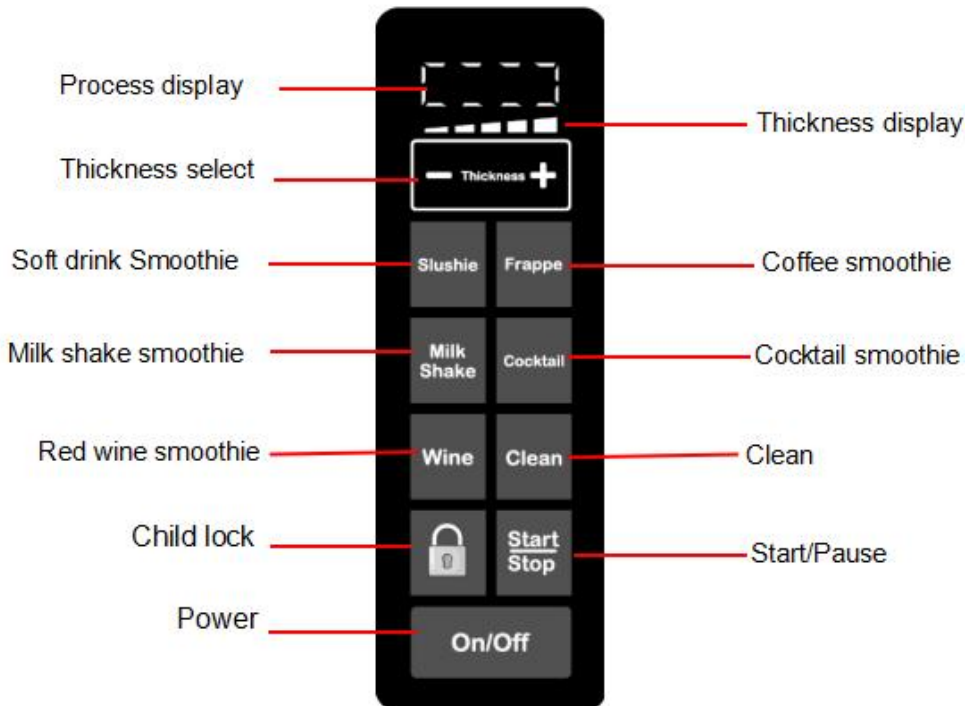 Process display
Thickness display
Thickness select
− Thickness +
Soft drink Smoothie
Slushie
Frappe
Coffee smoothie
Milk shake smoothie
Milk
Shake
Cocktail
Cocktail smoothie
Red wine smoothie
Wine
Clean
Clean
Child lock
Start
Stop
Start/Pause
Power
On/Off